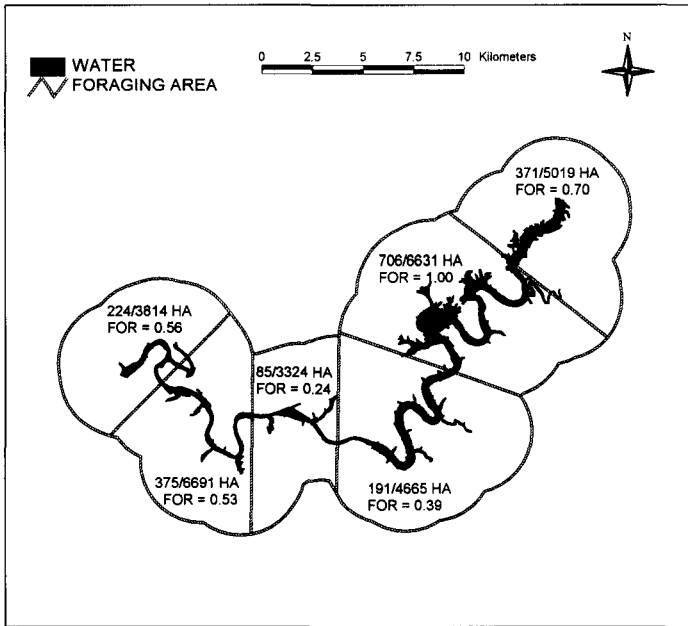 WATER
FORAGING AREA
0 2.5 5 7.5 10 Kilometers
N
371/5019 HA
FOR = 0.70
706/6631 HA
FOR = 1.00
224/3814 HA
FOR = 0.56
85/3324 HA
FOR = 0.24
375/6691 HA
FOR = 0.53
191/4665 HA
FOR = 0.39